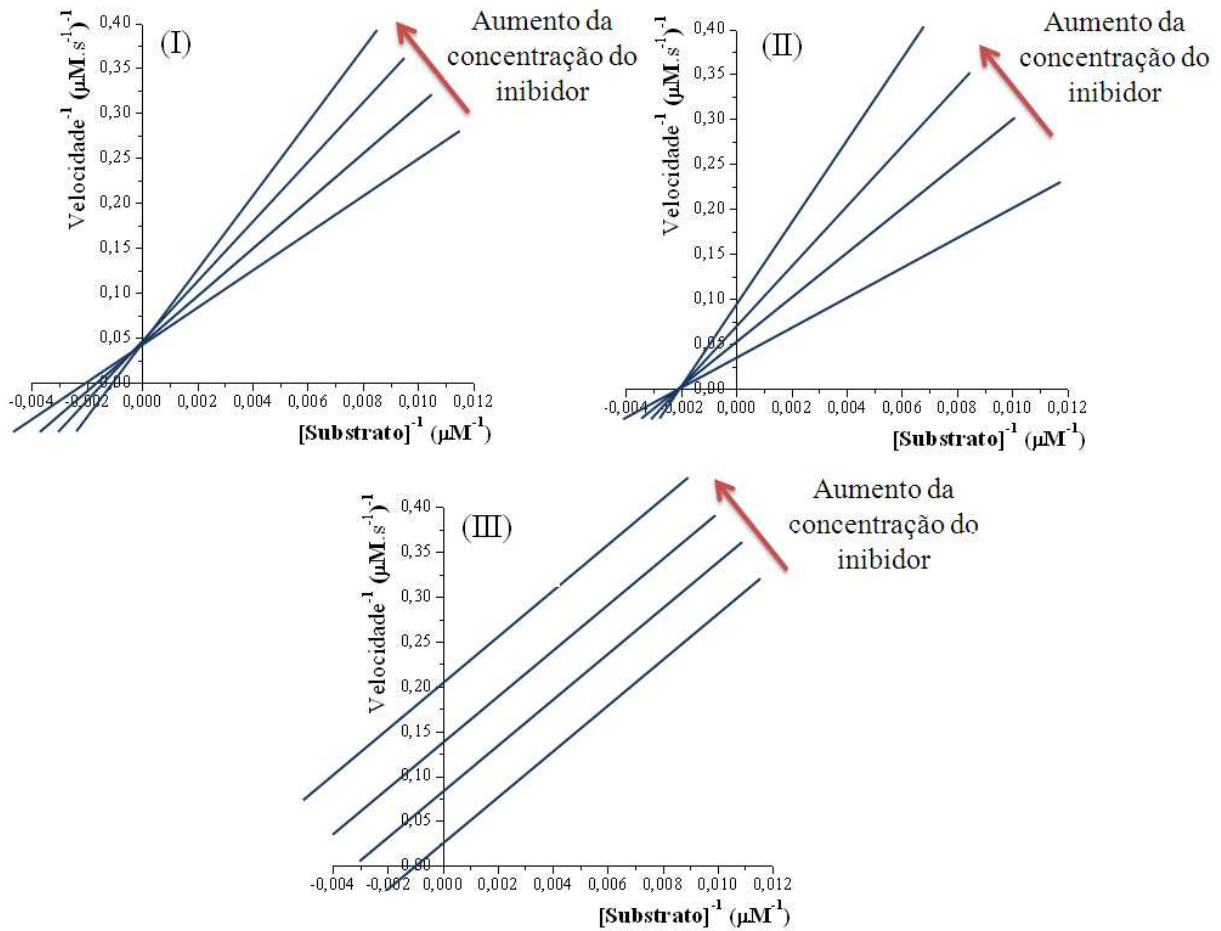 (I)
Aumento da
concentração do
inibidor
Velocidade⁻¹ (µM.s⁻¹)⁻¹
0,40
0,35
0,30
0,25
0,20
0,15
0,10
0,05
0,00
-0,004 -0,002 0,000 0,002 0,004 0,006 0,008 0,010 0,012
[Substrato]⁻¹ (µM⁻¹)
(II)
Aumento da
concentração do
inibidor
Velocidade⁻¹ (µM.s⁻¹)⁻¹
0,40
0,35
0,30
0,25
0,20
0,15
0,10
0,05
0,00
-0,004 -0,002 0,000 0,002 0,004 0,006 0,008 0,010 0,012
[Substrato]⁻¹ (µM⁻¹)
(III)
Aumento da
concentração do
inibidor
Velocidade⁻¹ (µM.s⁻¹)⁻¹
0,40
0,35
0,30
0,25
0,20
0,15
0,10
0,05
0,00
-0,004 -0,002 0,000 0,002 0,004 0,006 0,008 0,010 0,012
[Substrato]⁻¹ (µM⁻¹)